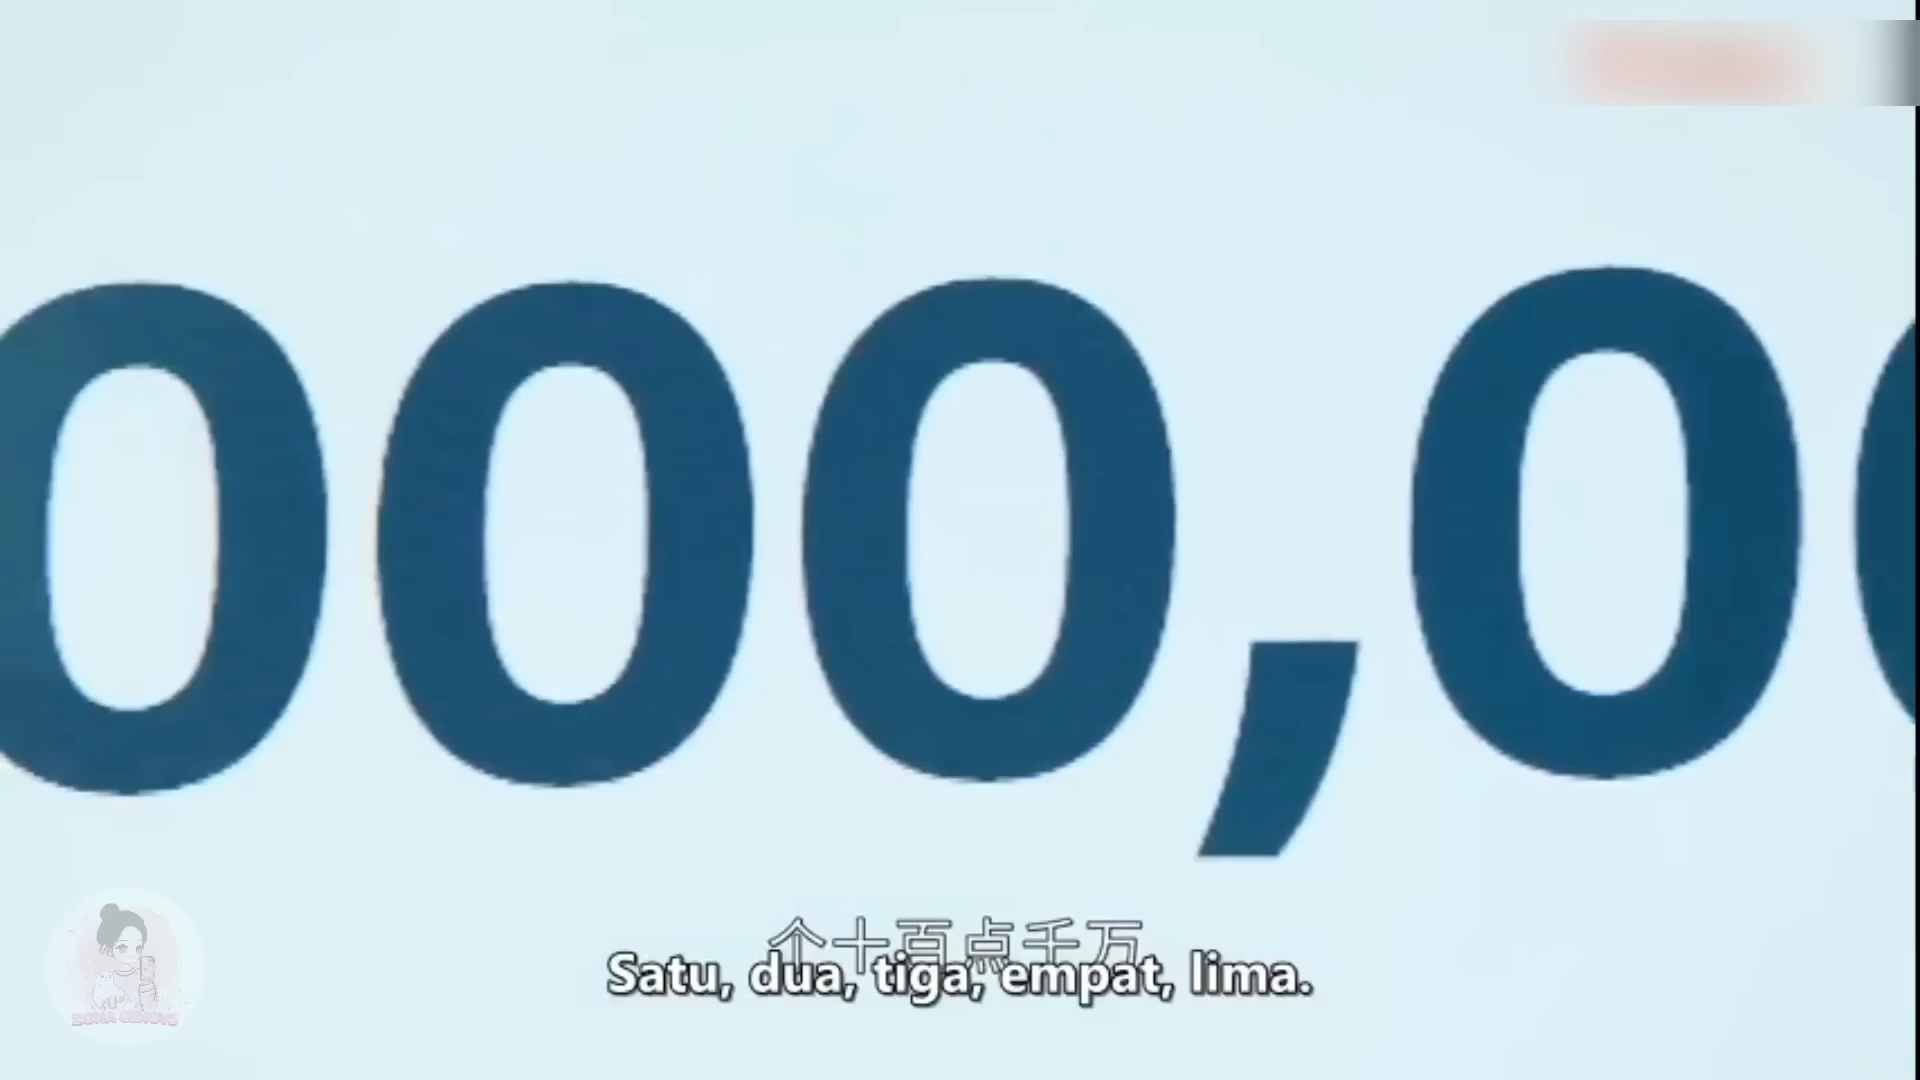 000,00
个十百点千万
Satu, dua, tiga, empat, lima.